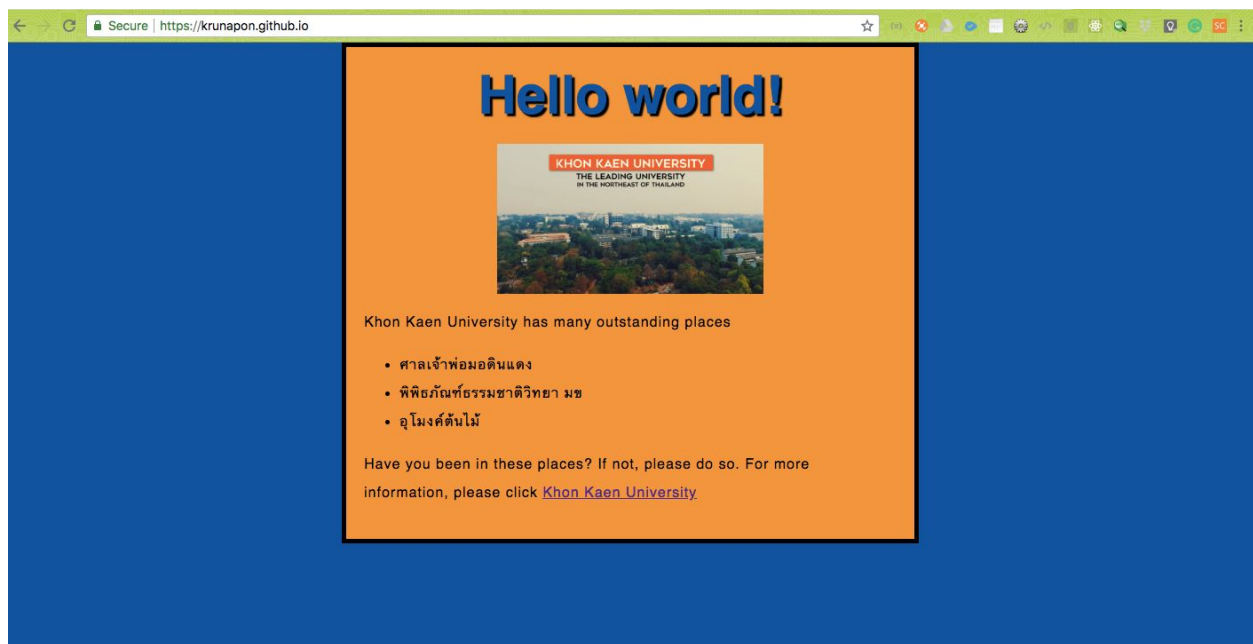 Secure | https://krunapon.github.io
SC
Hello world!
KHON KAEN UNIVERSITY
THE LEADING UNIVERSITY
IN THE NORTHEAST OF THAILAND
Khon Kaen University has many outstanding places
• ศาลเจ้าพ่อมอดินแดง
• พิพิธภัณฑ์ธรรมชาติวิทยา มข
• อุโมงค์ต้นไม้
Have you been in these places? If not, please do so. For more
information, please click Khon Kaen University